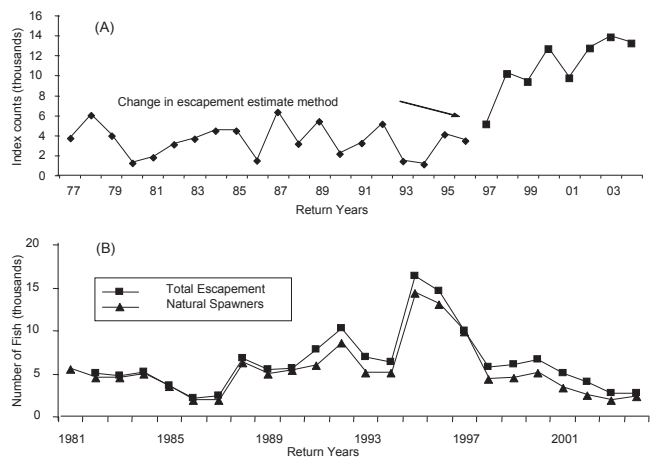 (A)
16
14
12
10
8
6
4
2
0
Index counts (thousands)
Change in escapement estimate method
77 79 81 83 85 87 89 91 93 95 97 99 01 03
Return Years
(B)
20
15
10
5
0
Number of Fish (thousands)
Total Escapement
Natural Spawners
1981 1985 1989 1993 1997 2001
Return Years